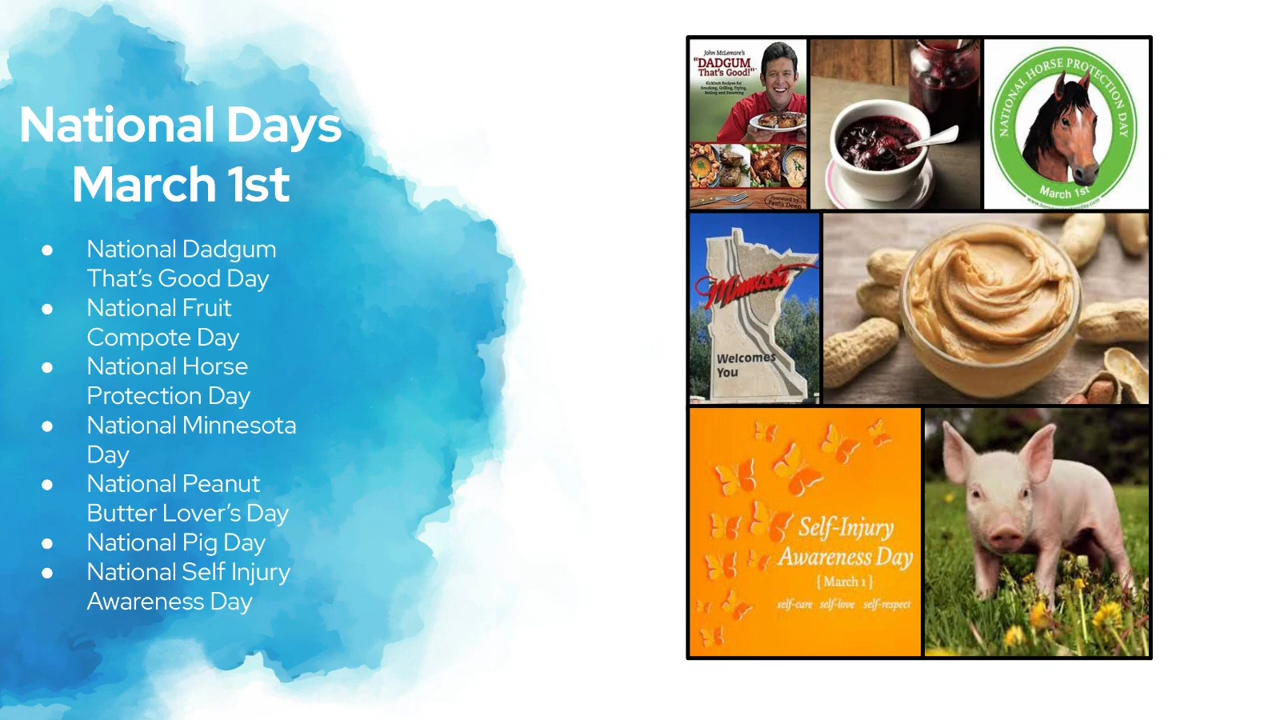 National Days
March 1st
● National Dadgum
That's Good Day
● National Fruit
Compote Day
● National Horse
Protection Day
● National Minnesota
Day
● National Peanut
Butter Lover's Day
● National Pig Day
● National Self Injury
Awareness Day
John McLemore's
"DADGUM
That's Good!"
NATIONAL HORSE PROTECTION DAY
March 1st
Minnesota
Welcomes
You
Self-Injury
Awareness Day
{ March 1 }
self-care self-love self-respect